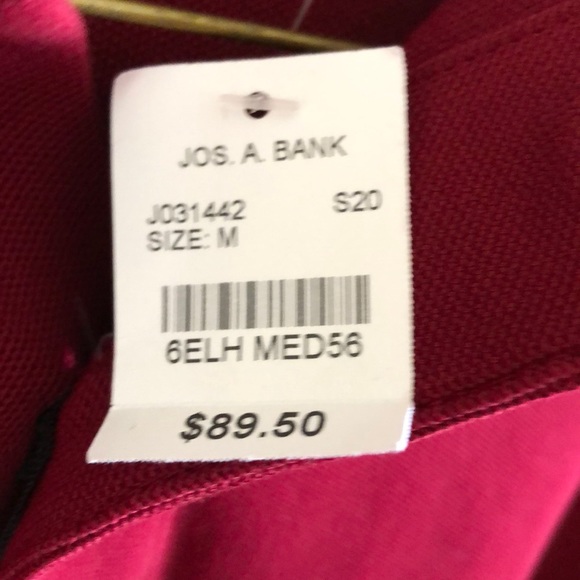 JOS. A. BANK
J031442 S20
SIZE: M
6ELH MED56
$89.50